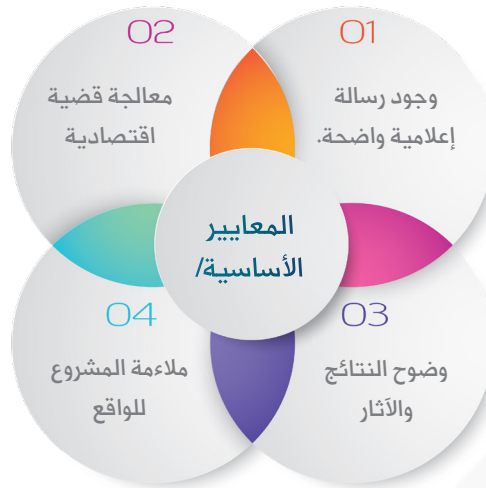 01
وجود رسالة
إعلامية واضحة.
02
معالجة قضية
اقتصادية
المعايير
الأساسية/
03
وضوح النتائج
والآثار
04
ملاءمة المشروع
للواقع